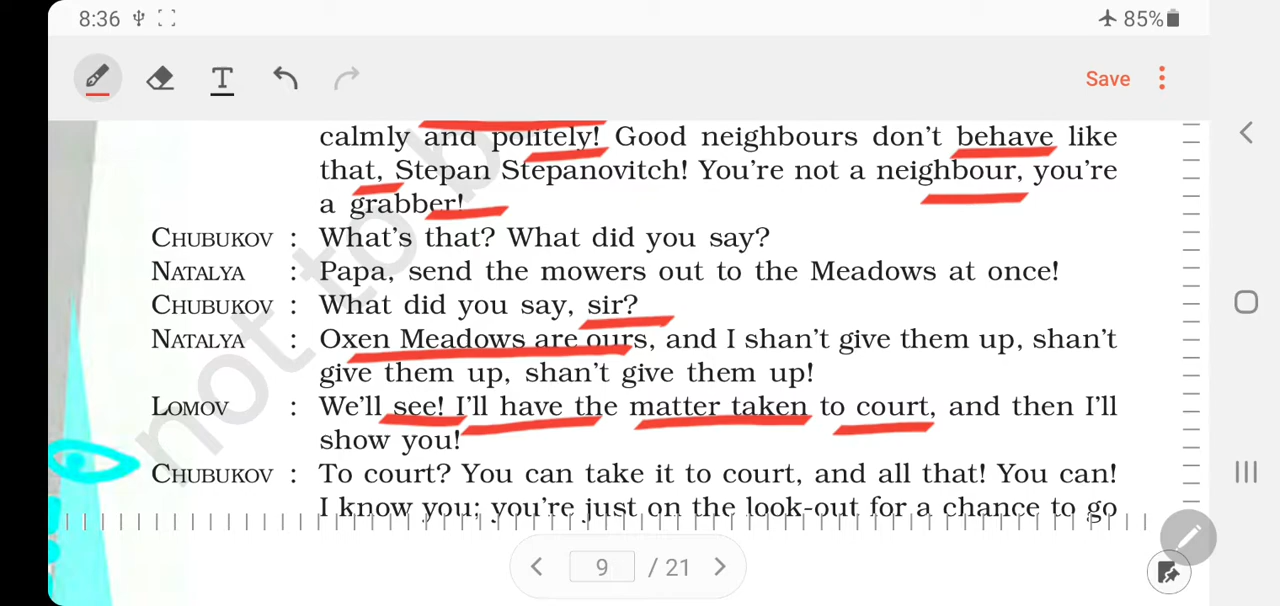 8:36
85%
T
Save
calmly and politely! Good neighbours don't behave like
that, Stepan Stepanovitch! You're not a neighbour, you're
a grabber!
CHUBUKOV : What's that? What did you say?
NATALYA : Papa, send the mowers out to the Meadows at once!
CHUBUKOV : What did you say, sir?
NATALYA : Oxen Meadows are ours, and I shan't give them up, shan't
give them up, shan't give them up!
LOMOV : We'll see! I'll have the matter taken to court, and then I'll
show you!
CHUBUKOV : To court? You can take it to court, and all that! You can!
I know you; you're just on the look-out for a chance to go
not to b
9 / 21